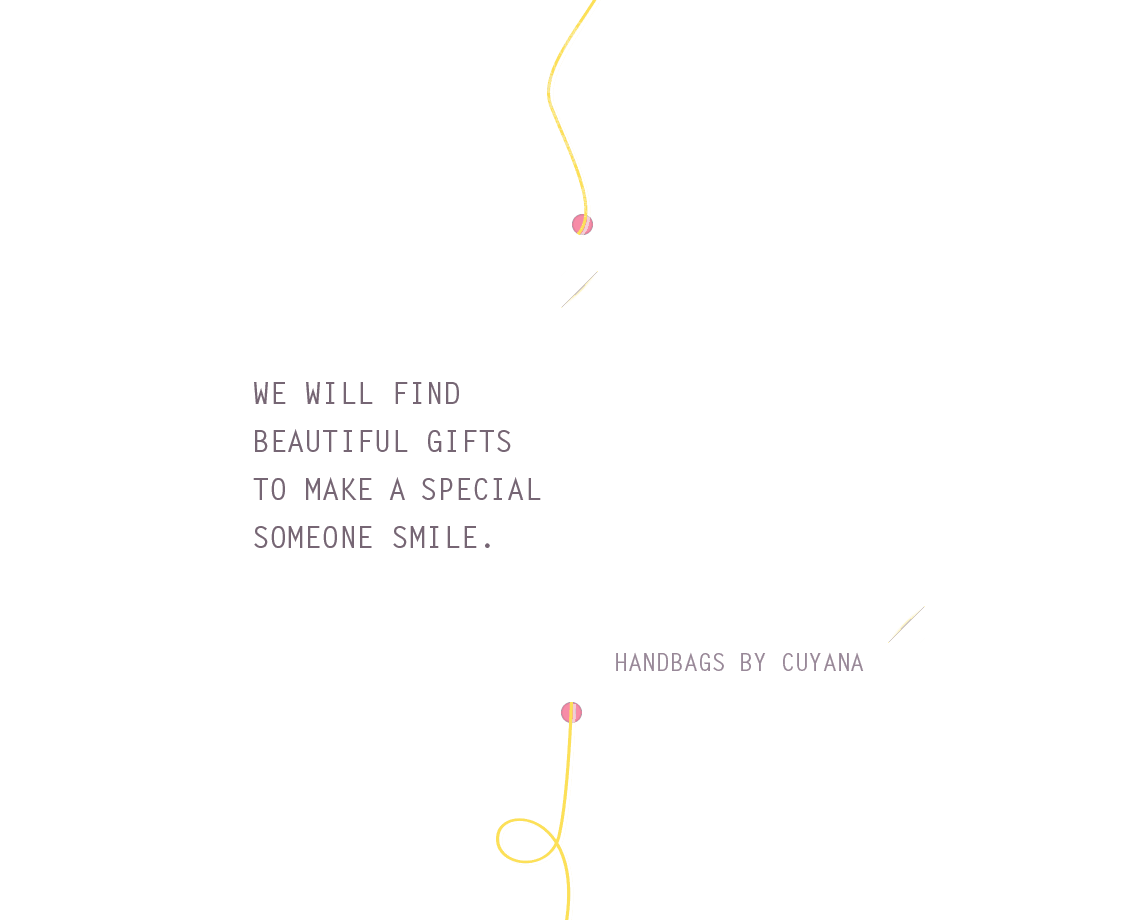 WE WILL FIND
BEAUTIFUL GIFTS
TO MAKE A SPECIAL
SOMEONE SMILE.
HANDBAGS BY CUYANA